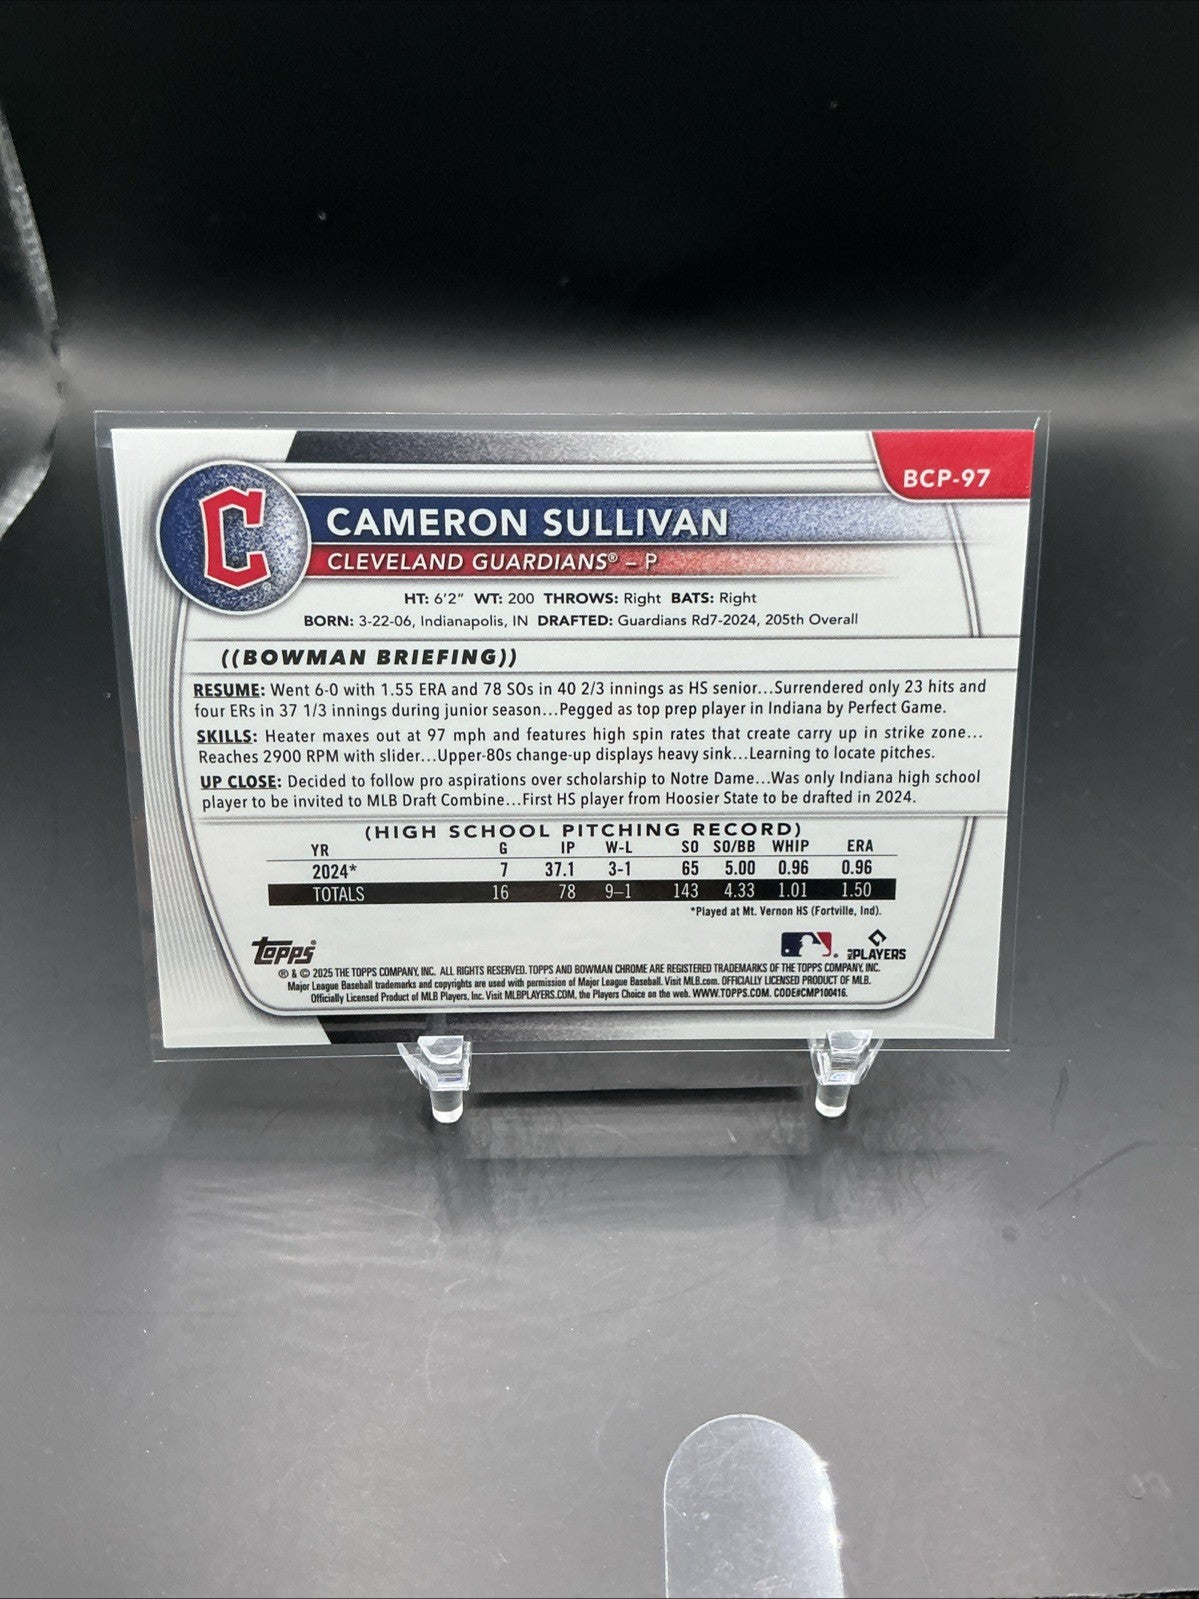 BCP-97
C
CAMERON SULLIVAN
CLEVELAND GUARDIANS® – P
HT: 6'2" WT: 200 THROWS: Right BATS: Right
BORN: 3-22-06, Indianapolis, IN DRAFTED: Guardians Rd7-2024, 205th Overall
((BOWMAN BRIEFING))
RESUME: Went 6-0 with 1.55 ERA and 78 SOs in 40 2/3 innings as HS senior...Surrendered only 23 hits and
four ERs in 37 1/3 innings during junior season...Pegged as top prep player in Indiana by Perfect Game.
SKILLS: Heater maxes out at 97 mph and features high spin rates that create carry up in strike zone...
Reaches 2900 RPM with slider...Upper-80s change-up displays heavy sink...Learning to locate pitches.
UP CLOSE: Decided to follow pro aspirations over scholarship to Notre Dame...Was only Indiana high school
player to be invited to MLB Draft Combine...First HS player from Hoosier State to be drafted in 2024.
(HIGH SCHOOL PITCHING RECORD)
YR G IP W-L SO SO/BB WHIP ERA
2024* 7 37.1 3-1 65 5.00 0.96 0.96
TOTALS 16 78 9–1 143 4.33 1.01 1.50
*Played at Mt. Vernon HS (Fortville, Ind).
Topps®
MLB PLAYERS
® & © 2025 THE TOPPS COMPANY, INC. ALL RIGHTS RESERVED. TOPPS AND BOWMAN CHROME ARE REGISTERED TRADEMARKS OF THE TOPPS COMPANY, INC.
Major League Baseball trademarks and copyrights are used with permission of Major League Baseball. Visit MLB.com. OFFICIALLY LICENSED PRODUCT OF MLB.
Officially Licensed Product of MLB Players, Inc. Visit MLBPLAYERS.COM, the Players Choice on the web. WWW.TOPPS.COM. CODE#CMP100416.